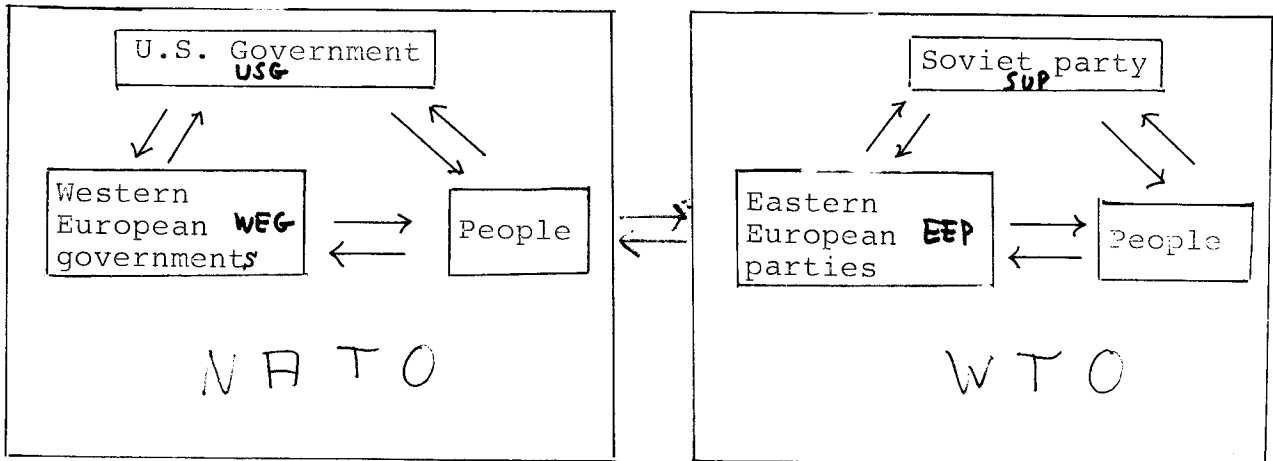 U.S. Government
USG
Western
European WEG
governments
People
NATO
Soviet party
SUP
Eastern
European EEP
parties
People
WTO